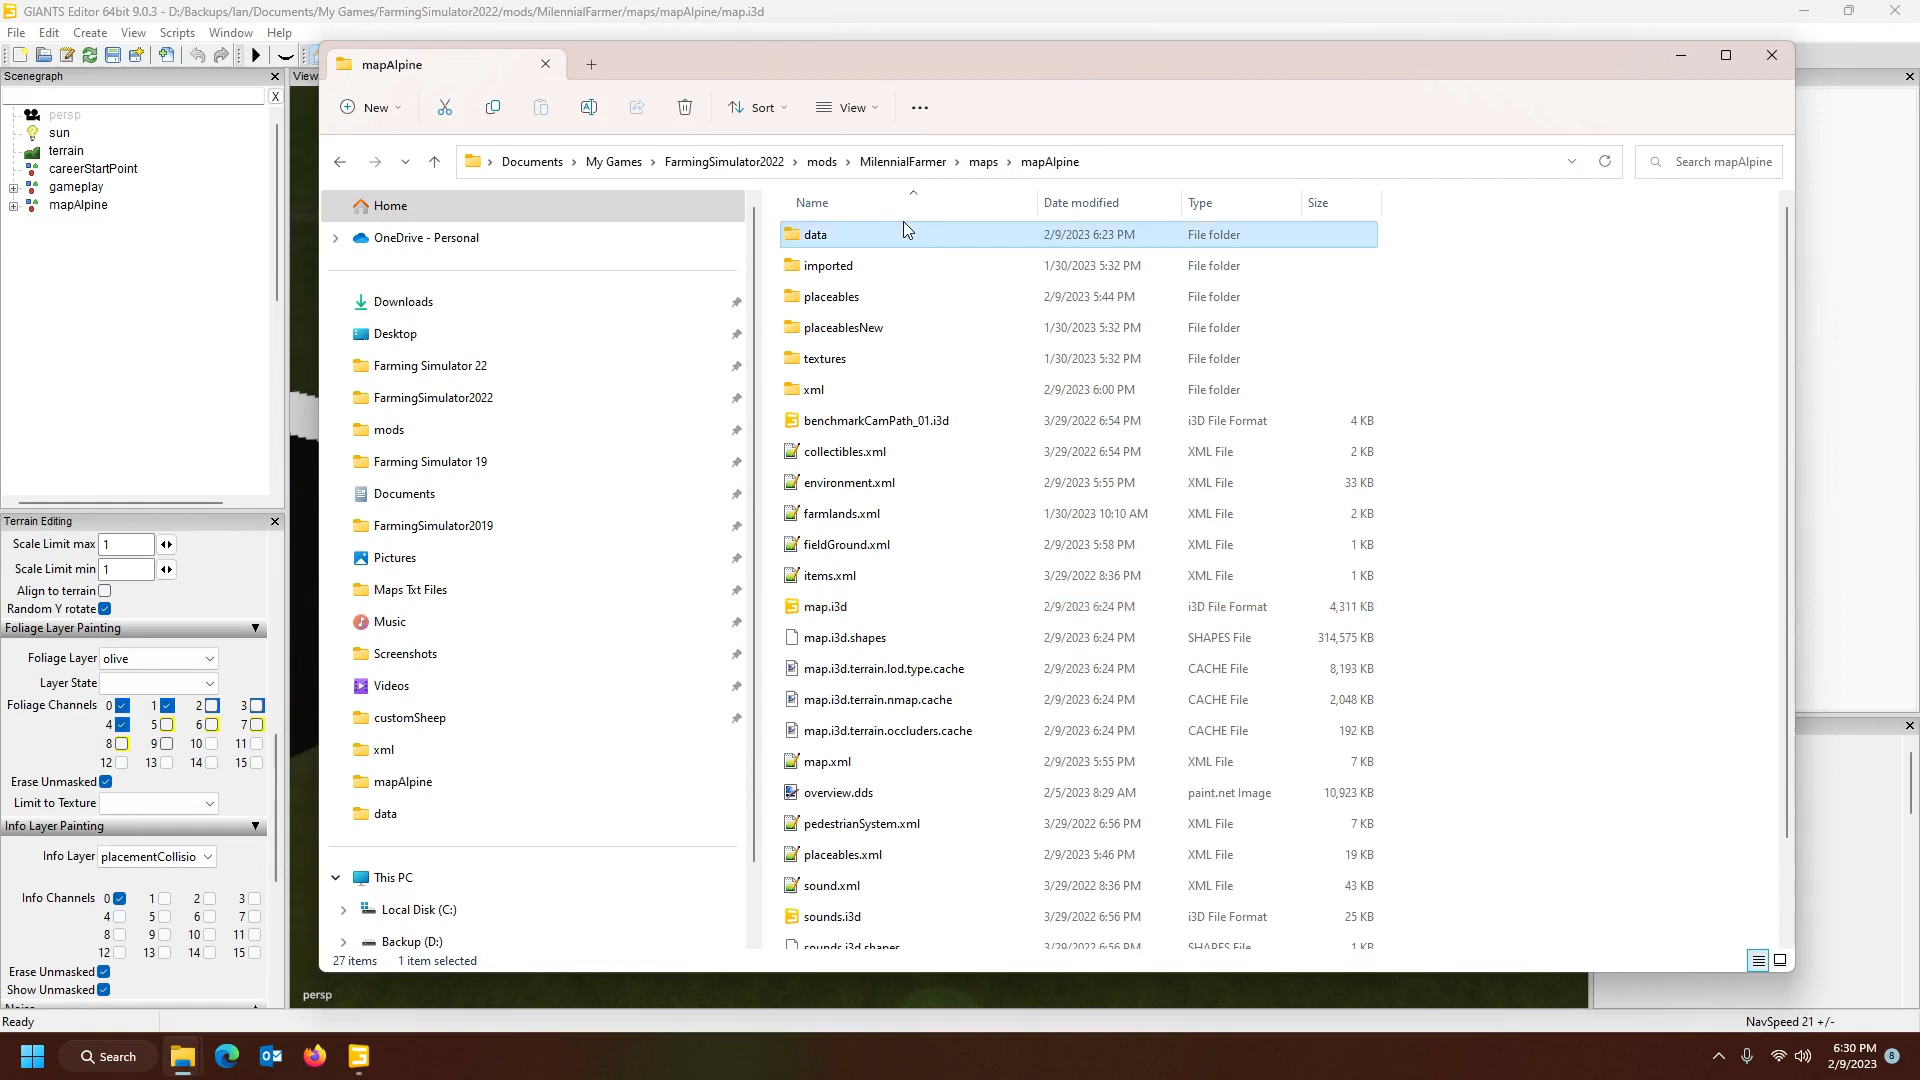 GIANTS Editor 64bit 9.0.3 - D:/Backups/Ian/Documents/My Games/FarmingSimulator2022/mods/MilennialFarmer/maps/mapAlpine/map.i3d
File Edit Create View Scripts Window Help
Scenegraph
View
X
persp
sun
terrain
careerStartPoint
gameplay
mapAlpine
Terrain Editing
Scale Limit max 1
Scale Limit min 1
Align to terrain
Random Y rotate
Foliage Layer Painting
Foliage Layer olive
Layer State
Foliage Channels 0 1 2 3
4 5 6 7
8 9 10 11
12 13 14 15
Erase Unmasked
Limit to Texture
Info Layer Painting
Info Layer placementCollisio
Info Channels 0 1 2 3
4 5 6 7
8 9 10 11
12 13 14 15
Erase Unmasked
Show Unmasked
Ready
mapAlpine
New Sort View
Documents My Games FarmingSimulator2022 mods MilennialFarmer maps mapAlpine
Search mapAlpine
Home
OneDrive - Personal
Downloads
Desktop
Farming Simulator 22
FarmingSimulator2022
mods
Farming Simulator 19
Documents
FarmingSimulator2019
Pictures
Maps Txt Files
Music
Screenshots
Videos
customSheep
xml
mapAlpine
data
This PC
Local Disk (C:)
Backup (D:)
27 items 1 item selected
Name Date modified Type Size
data 2/9/2023 6:23 PM File folder
imported 1/30/2023 5:32 PM File folder
placeables 2/9/2023 5:44 PM File folder
placeablesNew 1/30/2023 5:32 PM File folder
textures 1/30/2023 5:32 PM File folder
xml 2/9/2023 6:00 PM File folder
benchmarkCamPath_01.i3d 3/29/2022 6:54 PM i3D File Format 4 KB
collectibles.xml 3/29/2022 6:54 PM XML File 2 KB
environment.xml 2/9/2023 5:55 PM XML File 33 KB
farmlands.xml 1/30/2023 10:10 AM XML File 2 KB
fieldGround.xml 2/9/2023 5:58 PM XML File 1 KB
items.xml 3/29/2022 8:36 PM XML File 1 KB
map.i3d 2/9/2023 6:24 PM i3D File Format 4,311 KB
map.i3d.shapes 2/9/2023 6:24 PM SHAPES File 314,575 KB
map.i3d.terrain.lod.type.cache 2/9/2023 6:24 PM CACHE File 8,193 KB
map.i3d.terrain.nmap.cache 2/9/2023 6:24 PM CACHE File 2,048 KB
map.i3d.terrain.occluders.cache 2/9/2023 6:24 PM CACHE File 192 KB
map.xml 2/9/2023 5:55 PM XML File 7 KB
overview.dds 2/5/2023 8:29 AM paint.net Image 10,923 KB
pedestrianSystem.xml 3/29/2022 6:56 PM XML File 7 KB
placeables.xml 2/9/2023 5:46 PM XML File 19 KB
sound.xml 3/29/2022 8:36 PM XML File 43 KB
sounds.i3d 3/29/2022 6:56 PM i3D File Format 25 KB
sounds.i3d.shapes 3/29/2022 6:56 PM SHAPES File 1 KB
persp
NavSpeed 21 +/-
Search
6:30 PM
2/9/2023
8